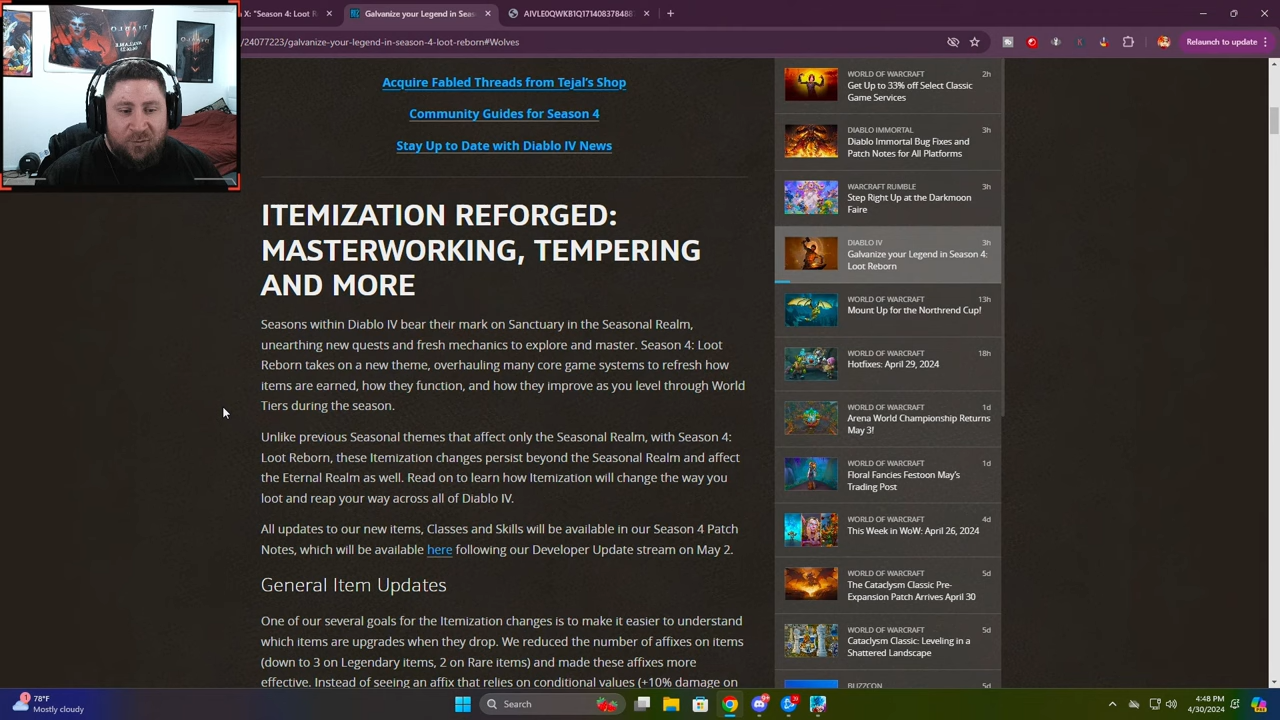 X: "Season 4: Loot R
Galvanize your Legend in Seas
/24077223/galvanize-your-legend-in-season-4-loot-reborn#Wolves
Relaunch to update
DIABLO
Acquire Fabled Threads from Tejal's Shop
Community Guides for Season 4
Stay Up to Date with Diablo IV News
ITEMIZATION REFORGED:
MASTERWORKING, TEMPERING
AND MORE
Seasons within Diablo IV bear their mark on Sanctuary in the Seasonal Realm,
unearthing new quests and fresh mechanics to explore and master. Season 4: Loot
Reborn takes on a new theme, overhauling many core game systems to refresh how
items are earned, how they function, and how they improve as you level through World
Tiers during the season.
Unlike previous Seasonal themes that affect only the Seasonal Realm, with Season 4:
Loot Reborn, these Itemization changes persist beyond the Seasonal Realm and affect
the Eternal Realm as well. Read on to learn how Itemization will change the way you
loot and reap your way across all of Diablo IV.
All updates to our new items, Classes and Skills will be available in our Season 4 Patch
Notes, which will be available here following our Developer Update stream on May 2.
General Item Updates
One of our several goals for the Itemization changes is to make it easier to understand
which items are upgrades when they drop. We reduced the number of affixes on items
(down to 3 on Legendary items, 2 on Rare items) and made these affixes more
effective. Instead of seeing an affix that relies on conditional values (+10% damage on
WORLD OF WARCRAFT 2h
Get Up to 33% off Select Classic
Game Services
DIABLO IMMORTAL 3h
Diablo Immortal Bug Fixes and
Patch Notes for All Platforms
WARCRAFT RUMBLE 3h
Step Right Up at the Darkmoon
Faire
DIABLO IV 3h
Galvanize your Legend in Season 4:
Loot Reborn
WORLD OF WARCRAFT 13h
Mount Up for the Northrend Cup!
WORLD OF WARCRAFT 18h
Hotfixes: April 29, 2024
WORLD OF WARCRAFT 1d
Arena World Championship Returns
May 3!
WORLD OF WARCRAFT 1d
Floral Fancies Festoon May's
Trading Post
WORLD OF WARCRAFT 4d
This Week in WoW: April 26, 2024
WORLD OF WARCRAFT 5d
The Cataclysm Classic Pre-
Expansion Patch Arrives April 30
WORLD OF WARCRAFT 5d
Cataclysm Classic: Leveling in a
Shattered Landscape
BLIZZCON 5d
78°F
Mostly cloudy
Search
4:48 PM
4/30/2024